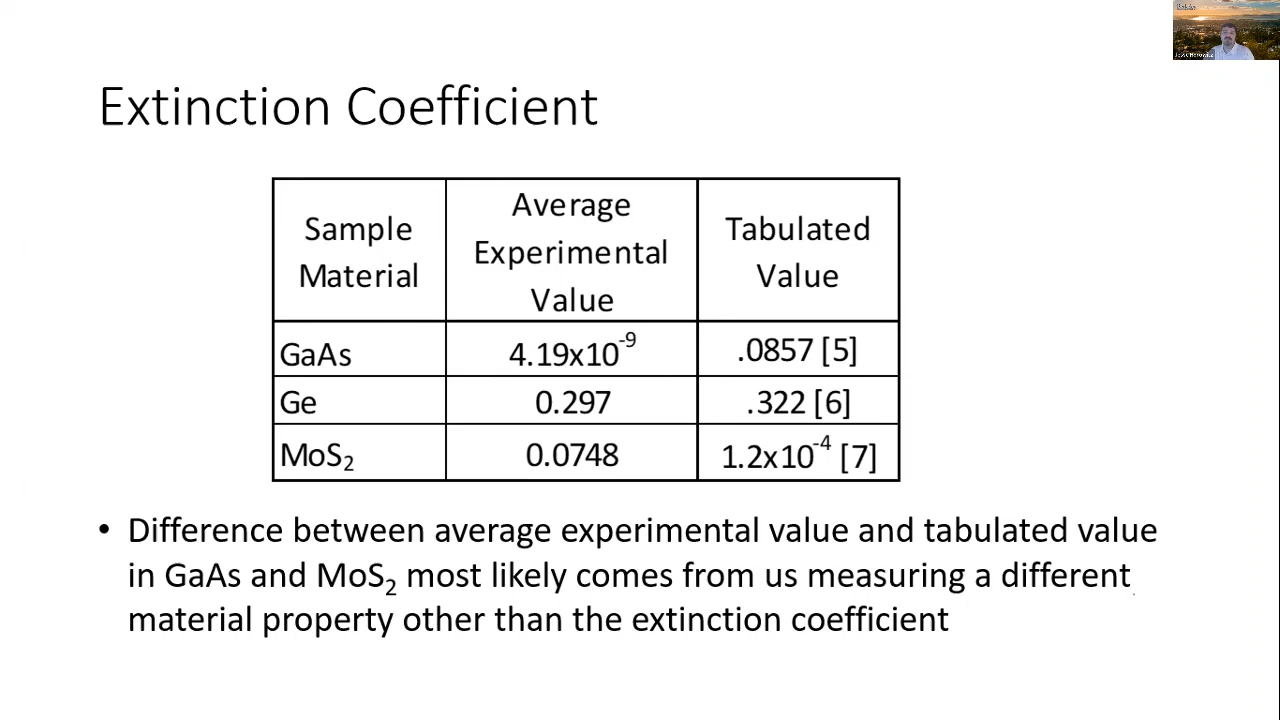 Extinction Coefficient
Sample Material
Average Experimental Value
Tabulated Value
GaAs
4.19x10⁻⁹
.0857 [5]
Ge
0.297
.322 [6]
MoS₂
0.0748
1.2x10⁻⁴ [7]
• Difference between average experimental value and tabulated value
in GaAs and MoS₂ most likely comes from us measuring a different
material property other than the extinction coefficient